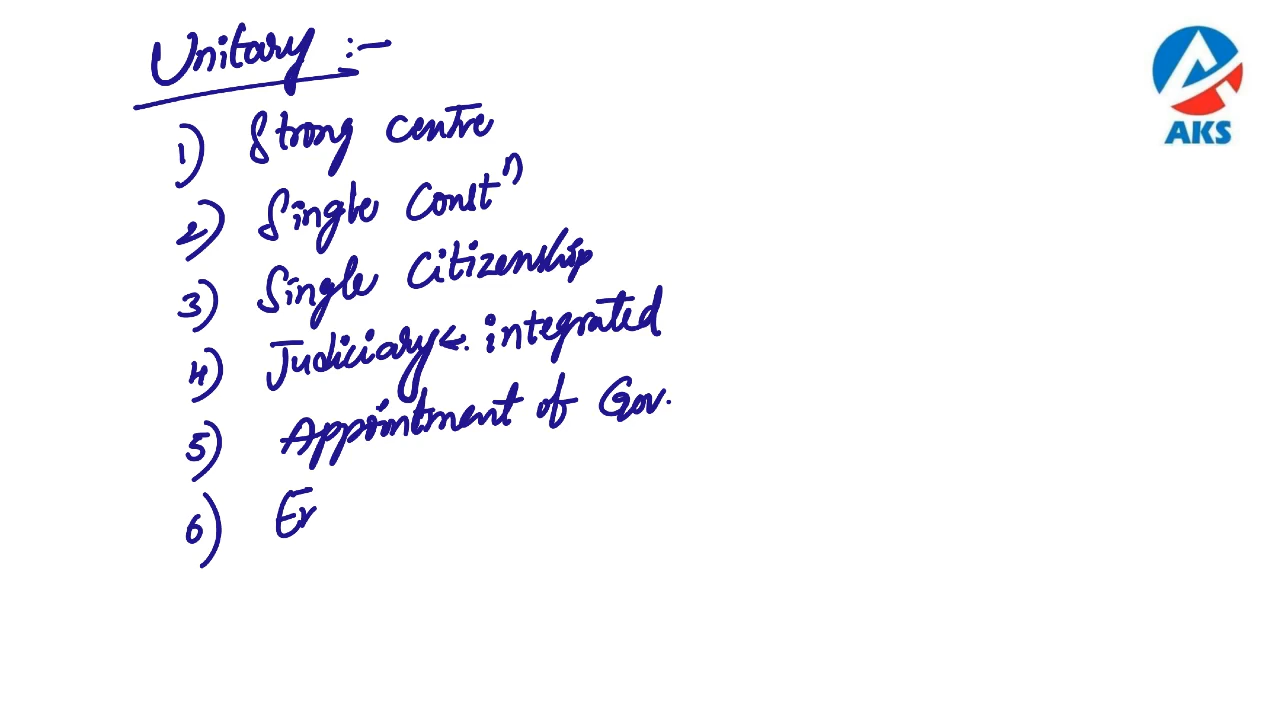 Unitary :-
1) Strong Centre
2) Single Constⁿ
3) Single Citizenship
4) Judiciary <. integrated
5) Appointment of Gov.
6)
AKS